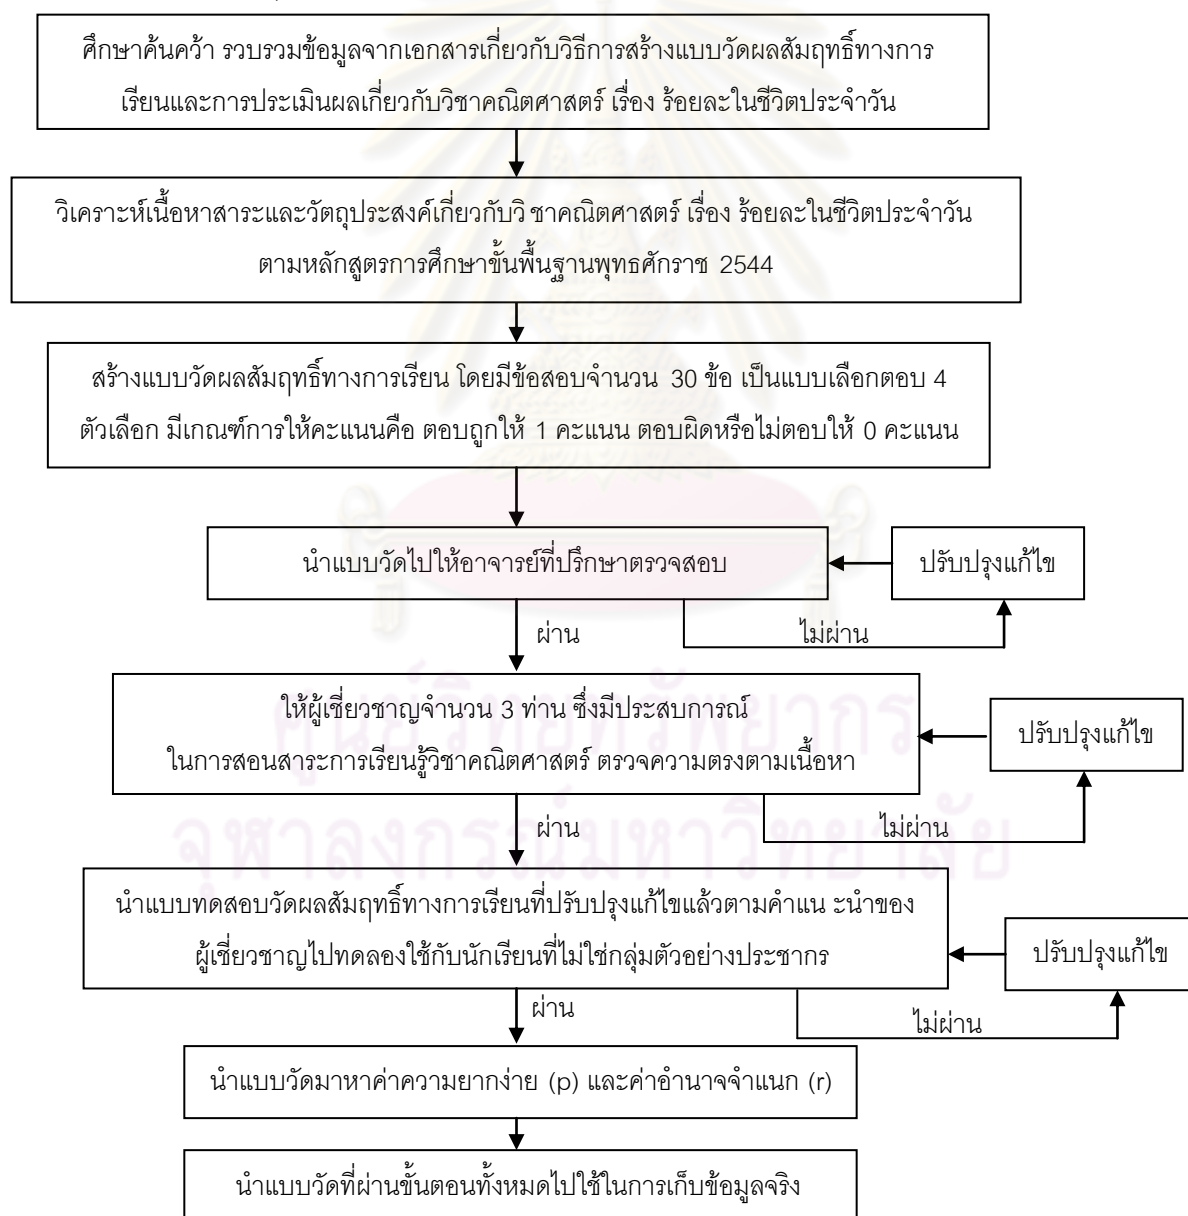 ศึกษาค้นคว้า รวบรวมข้อมูลจากเอกสารเกี่ยวกับวิธีการสร้างแบบวัดผลสัมฤทธิ์ทางการ
เรียนและการประเมินผลเกี่ยวกับวิชาคณิตศาสตร์ เรื่อง ร้อยละในชีวิตประจำวัน
วิเคราะห์เนื้อหาสาระและวัตถุประสงค์เกี่ยวกับวิ ชาคณิตศาสตร์ เรื่อง ร้อยละในชีวิตประจำวัน
ตามหลักสูตรการศึกษาขั้นพื้นฐานพุทธศักราช 2544
สร้างแบบวัดผลสัมฤทธิ์ทางการเรียน โดยมีข้อสอบจำนวน 30 ข้อ เป็นแบบเลือกตอบ 4
ตัวเลือก มีเกณฑ์การให้คะแนนคือ ตอบถูกให้ 1 คะแนน ตอบผิดหรือไม่ตอบให้ 0 คะแนน
นำแบบวัดไปให้อาจารย์ที่ปรึกษาตรวจสอบ
ปรับปรุงแก้ไข
ผ่าน
ไม่ผ่าน
ให้ผู้เชี่ยวชาญจำนวน 3 ท่าน ซึ่งมีประสบการณ์
ในการสอนสาระการเรียนรู้วิชาคณิตศาสตร์ ตรวจความตรงตามเนื้อหา
ปรับปรุงแก้ไข
ศูนย์วิทยทรัพยากร
ผ่าน
ไม่ผ่าน
จุฬาลงกรณ์มหาวิทยาลัย
นำแบบทดสอบวัดผลสัมฤทธิ์ทางการเรียนที่ปรับปรุงแก้ไขแล้วตามคำแน ะนำของ
ผู้เชี่ยวชาญไปทดลองใช้กับนักเรียนที่ไม่ใช่กลุ่มตัวอย่างประชากร
ปรับปรุงแก้ไข
ผ่าน
ไม่ผ่าน
นำแบบวัดมาหาค่าความยากง่าย (p) และค่าอำนาจจำแนก (r)
นำแบบวัดที่ผ่านขั้นตอนทั้งหมดไปใช้ในการเก็บข้อมูลจริง